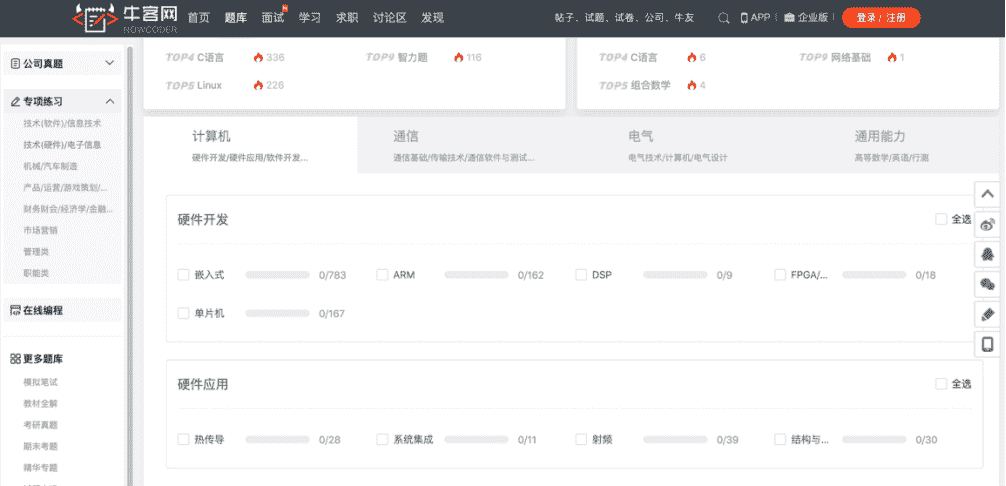 牛客网
NOWCODER
首页 题库 面试 学习 求职 讨论区 发现
帖子、试题、试卷、公司、牛友
APP 企业版 登录 / 注册
公司真题
专项练习
技术(软件)/信息技术
技术(硬件)/电子信息
机械/汽车制造
产品/运营/游戏策划/...
财务财会/经济学/金融...
市场营销
管理类
职能类
在线编程
更多题库
模拟笔试
教材全解
考研真题
期末考题
精华专题
TOP4 C语言 336 TOP9 智力题 116
TOP5 Linux 226
TOP4 C语言 6 TOP9 网络基础 1
TOP5 组合数学 4
计算机 通信 电气 通用能力
硬件开发/硬件应用/软件开发... 通信基础/传输技术/通信软件与测试... 电气技术/计算机/电气设计 高等数学/英语/行测
硬件开发 全选
嵌入式 0/783 ARM 0/162 DSP 0/9 FPGA/... 0/18
单片机 0/167
硬件应用 全选
热传导 0/28 系统集成 0/11 射频 0/39 结构与... 0/30